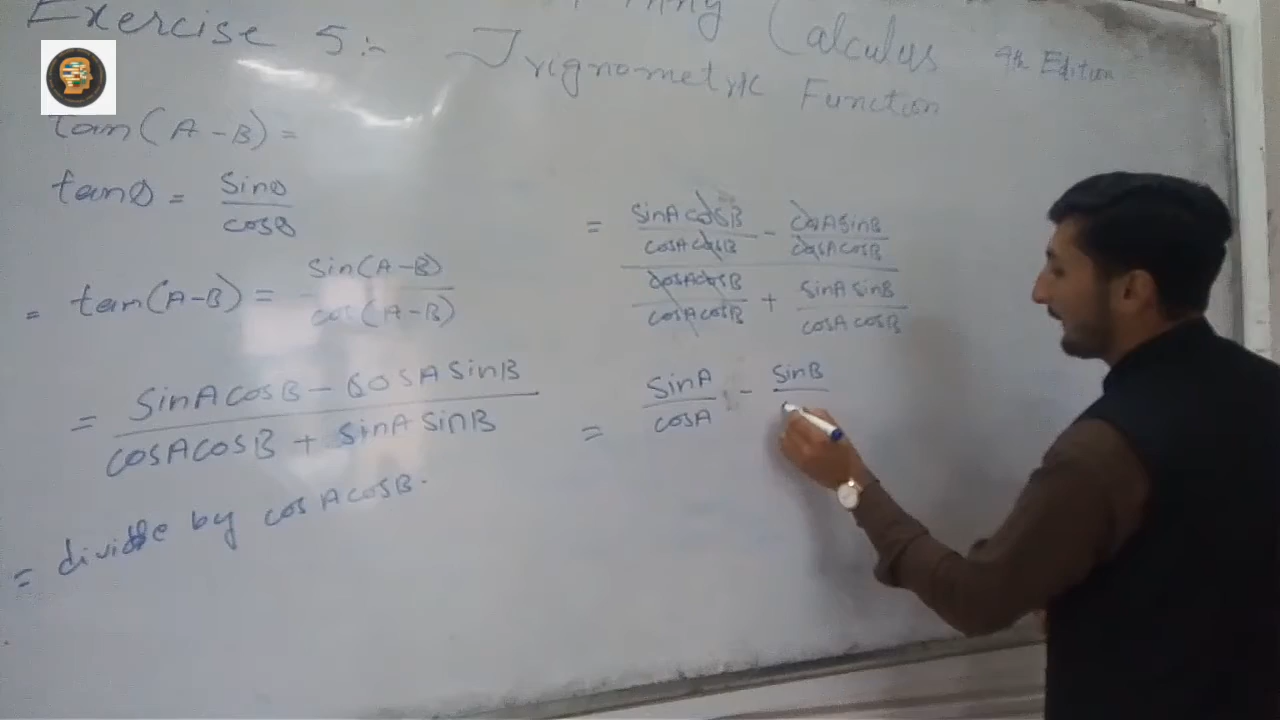 Exercise 5:- Trignometric Function
Calculus 9th Edition
tan(A-B) =
tanθ = sinθ / cosθ
= tan(A-B) = sin(A-B) / cos(A-B)
= sinAcosB - cosAsinB / cosAcosB + sinAsinB
= divide by cosAcosB.
= sinAcosB / cosAcosB - cosAsinB / cosAcosB
cosAcosB / cosAcosB + sinAsinB / cosAcosB
= sinA / cosA - sinB /